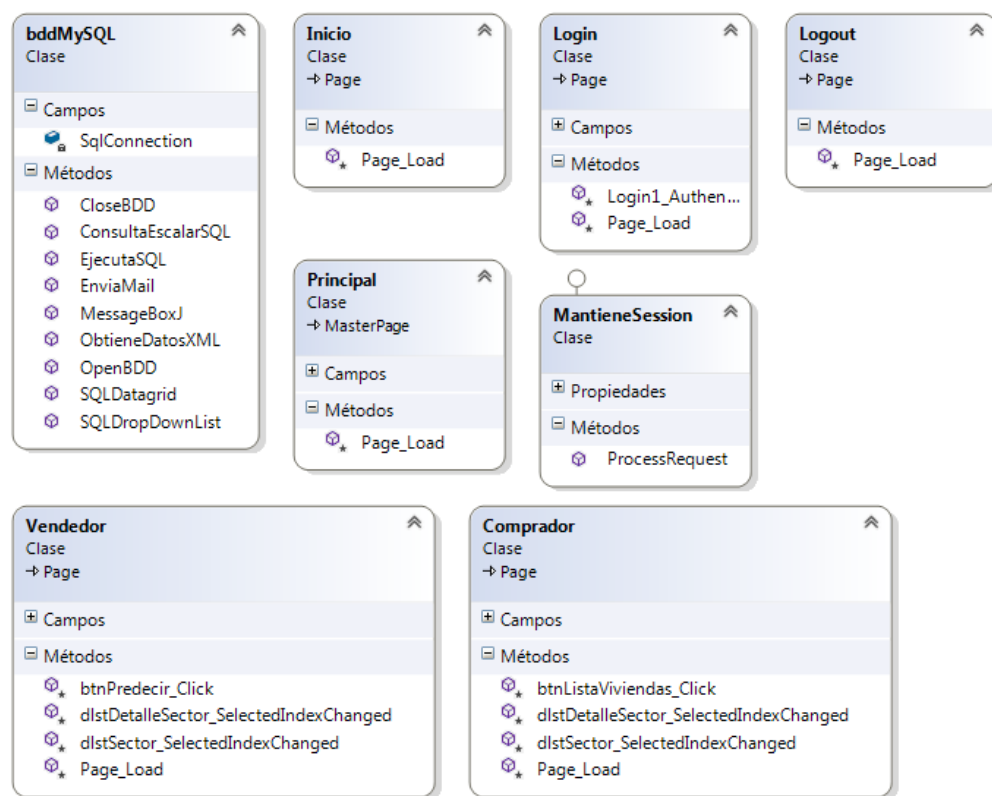 bddMySQL
Clase
Campos
SqlConnection
Métodos
CloseBDD
ConsultaEscalarSQL
EjecutaSQL
EnviaMail
MessageBoxJ
ObtieneDatosXML
OpenBDD
SQLDatagrid
SQLDropDownList
Inicio
Clase
Page
Métodos
Page_Load
Login
Clase
Page
Campos
Métodos
Login1_Authen...
Page_Load
Logout
Clase
Page
Métodos
Page_Load
Principal
Clase
MasterPage
Campos
Métodos
Page_Load
MantieneSession
Clase
Propiedades
Métodos
ProcessRequest
Vendedor
Clase
Page
Campos
Métodos
btnPredecir_Click
dlstDetalleSector_SelectedIndexChanged
dlstSector_SelectedIndexChanged
Page_Load
Comprador
Clase
Page
Campos
Métodos
btnListaViviendas_Click
dlstDetalleSector_SelectedIndexChanged
dlstSector_SelectedIndexChanged
Page_Load